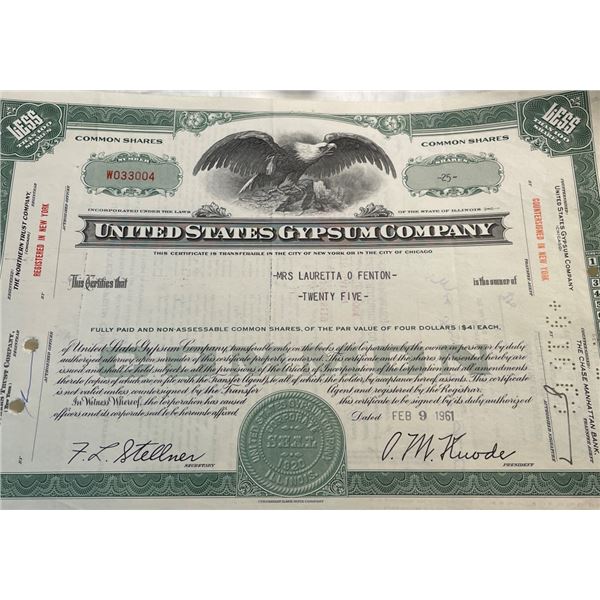 LESS
THAN 100
SHARES
LESS
THAN 100
SHARES
COMMON SHARES
COMMON SHARES
NUMBER
W033004
SHARES
-25-
INCORPORATED UNDER THE LAWS
OF THE STATE OF ILLINOIS
UNITED STATES GYPSUM COMPANY
THIS CERTIFICATE IS TRANSFERABLE IN THE CITY OF NEW YORK OR IN THE CITY OF CHICAGO
This Certifies that
-MRS LAURETTA O FENTON-
is the owner of
-TWENTY FIVE-
FULLY PAID AND NON-ASSESSABLE COMMON SHARES, OF THE PAR VALUE OF FOUR DOLLARS ($4) EACH,
of United States Gypsum Company, transferable only on the books of the Corporation by the owner in person or by duly
authorized attorney upon surrender of this certificate properly endorsed. This certificate and the shares represented hereby are
issued and shall be held subject to all the provisions of the Articles of Incorporation of the Corporation and all amendments
thereto (copies of which are on file with the Transfer Agent), to all of which the holder by acceptance hereof, assents. This certificate
is not valid unless countersigned by the Transfer Agent and registered by the Registrar.
In Witness Whereof, the Corporation has caused this certificate to be signed by its duly authorized
officers and its corporate seal to be hereunto affixed.
Dated FEB 9 1961
F. L. Stellner
SECRETARY
O. M. Knode
PRESIDENT
SEAL
1920
ILLINOIS
THE NORTHERN TRUST COMPANY,
REGISTERED IN NEW YORK
COUNTERSIGNED IN NEW YORK
UNITED STATES GYPSUM COMPANY
THE CHASE MANHATTAN BANK,